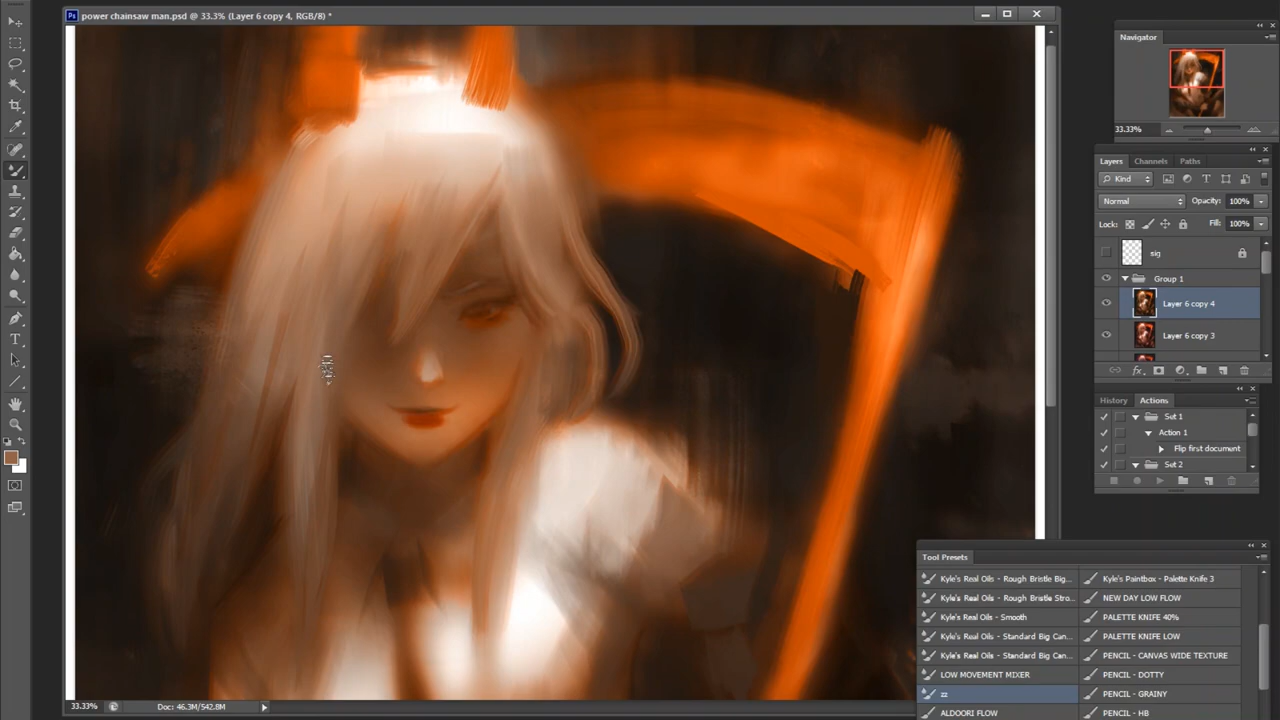 Ps power chainsaw man.psd @ 33.3% (Layer 6 copy 4, RGB/8) *
Navigator
33.33%
Layers Channels Paths
Kind
Normal Opacity: 100%
Lock: Fill: 100%
sig
Group 1
Layer 6 copy 4
Layer 6 copy 3
fx
History Actions
Set 1
Action 1
Flip first document
Set 2
Tool Presets
Kyle's Real Oils - Rough Bristle Big... Kyle's Paintbox - Palette Knife 3
Kyle's Real Oils - Rough Bristle Stro... NEW DAY LOW FLOW
Kyle's Real Oils - Smooth PALETTE KNIFE 40%
Kyle's Real Oils - Standard Big Can... PALETTE KNIFE LOW
Kyle's Real Oils - Standard Big Can... PENCIL - CANVAS WIDE TEXTURE
LOW MOVEMENT MIXER PENCIL - DOTTY
zz PENCIL - GRAINY
ALDOORI FLOW PENCIL - HB
33.33% Doc: 46.3M/542.8M